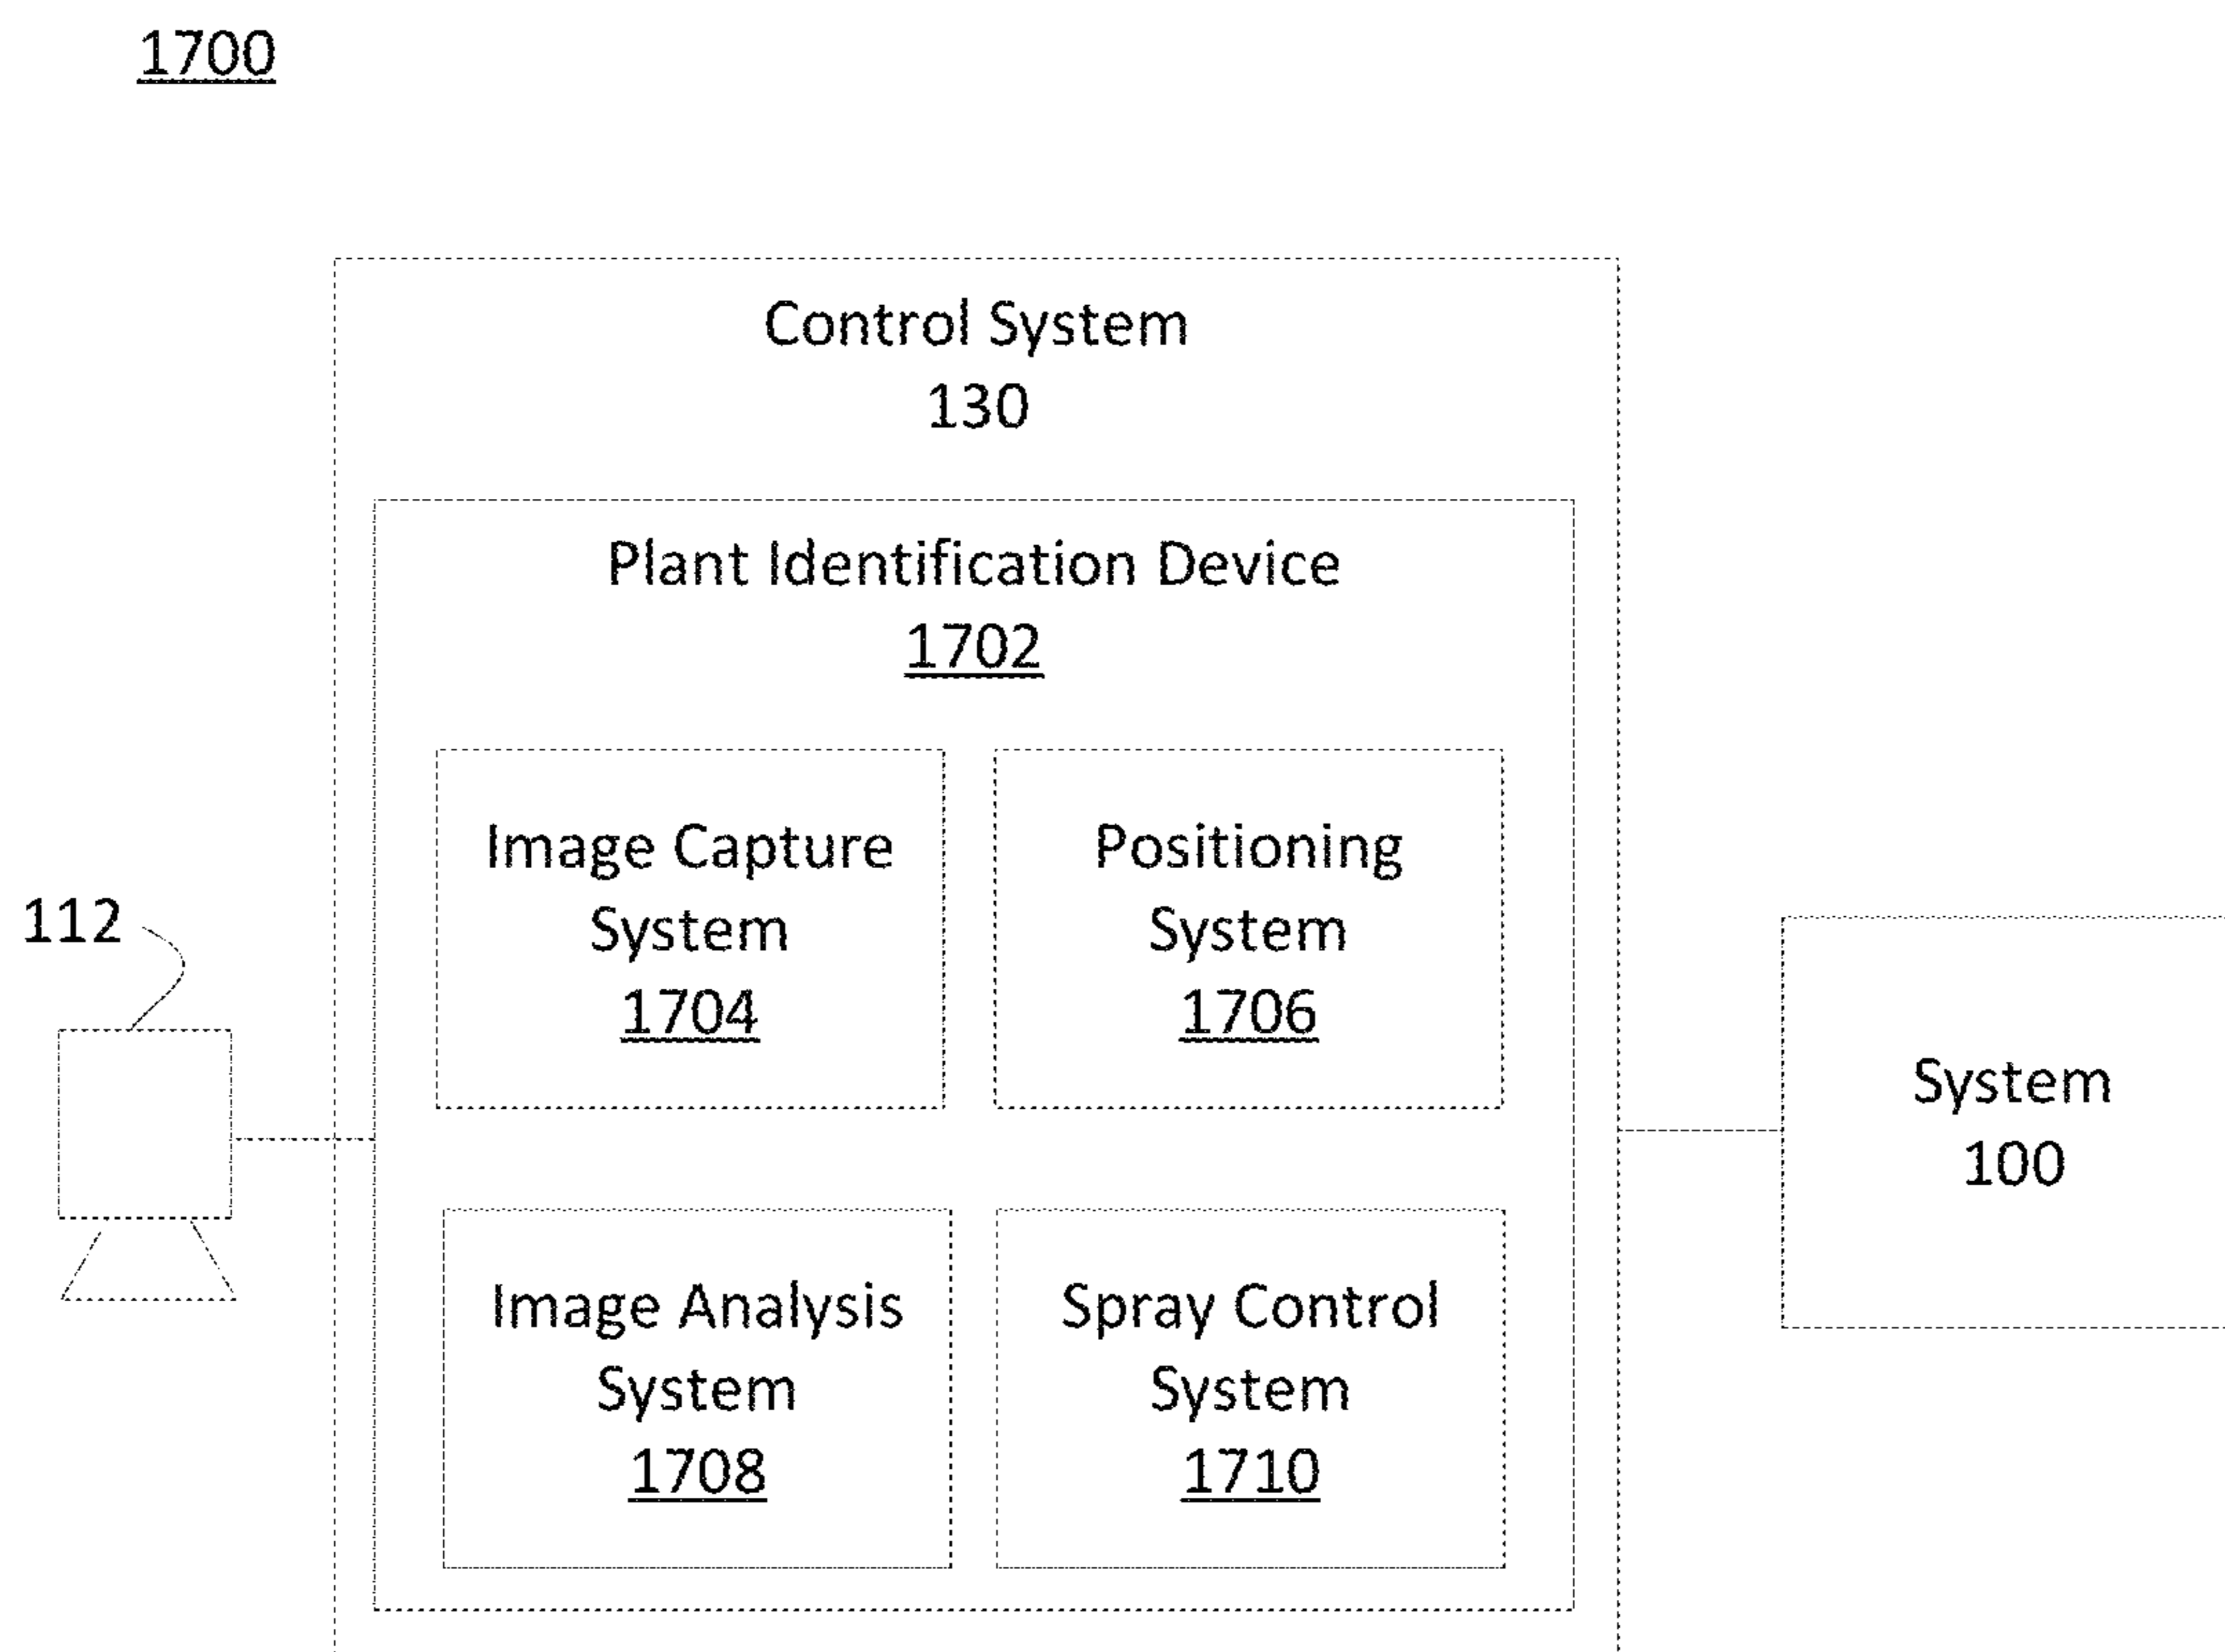 1700
Control System
130
Plant Identification Device
1702
Image Capture
System
1704
Positioning
System
1706
112
System
100
Image Analysis
System
1708
Spray Control
System
1710